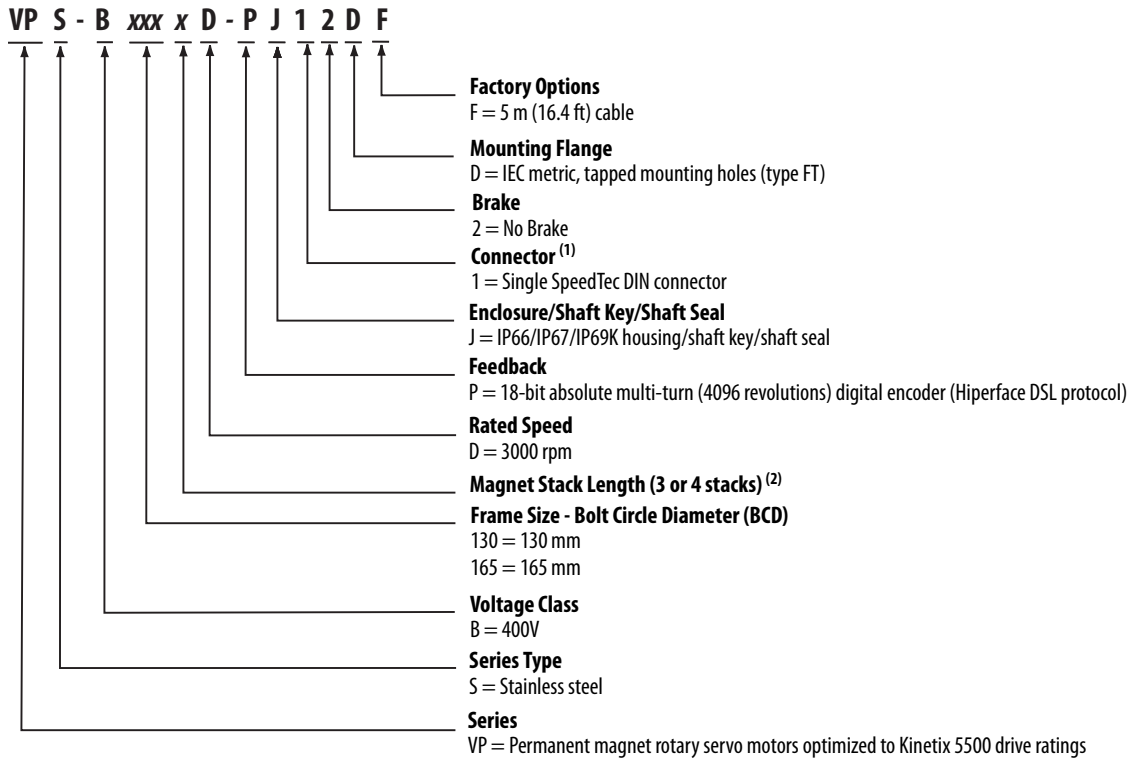 VP S - B xxx x D - P J 1 2 D F
Factory Options
F = 5 m (16.4 ft) cable
Mounting Flange
D = IEC metric, tapped mounting holes (type FT)
Brake
2 = No Brake
Connector (1)
1 = Single SpeedTec DIN connector
Enclosure/Shaft Key/Shaft Seal
J = IP66/IP67/IP69K housing/shaft key/shaft seal
Feedback
P = 18-bit absolute multi-turn (4096 revolutions) digital encoder (Hiperface DSL protocol)
Rated Speed
D = 3000 rpm
Magnet Stack Length (3 or 4 stacks) (2)
Frame Size - Bolt Circle Diameter (BCD)
130 = 130 mm
165 = 165 mm
Voltage Class
B = 400V
Series Type
S = Stainless steel
Series
VP = Permanent magnet rotary servo motors optimized to Kinetix 5500 drive ratings